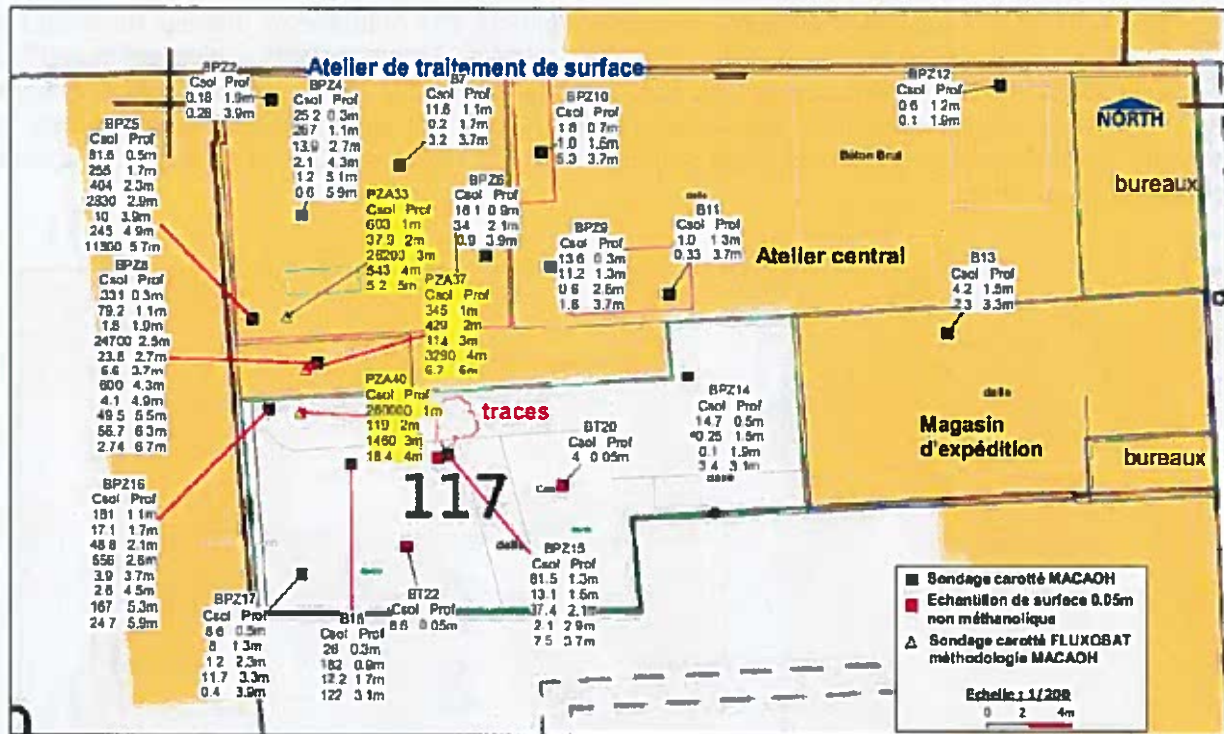 Atelier de traitement de surface
BPZ2
Csol Prof
0.18 1.9m
0.28 3.9m
BPZ4
Csol Prof
25.2 0.3m
267 1.1m
13.9 2.7m
2.1 4.3m
1.2 5.1m
0.6 5.9m
B7
Csol Prof
11.6 1.1m
0.2 1.7m
3.2 3.7m
BPZ10
Csol Prof
1.8 0.7m
1.0 1.6m
5.3 3.7m
BPZ12
Csol Prof
0.6 1.2m
0.1 1.9m
NORTH
bureaux
Béton Brut
BPZ5
Csol Prof
81.6 0.5m
255 1.7m
404 2.3m
2830 2.9m
10 3.9m
245 4.9m
11300 5.7m
PZA33
Csol Prof
603 1m
37.9 2m
28200 3m
543 4m
5.2 5m
BPZ6
Csol Prof
16.1 0.9m
34 2.1m
0.9 3.9m
BPZ9
Csol Prof
13.6 0.3m
11.2 1.3m
0.6 2.6m
1.6 3.7m
dalle
B11
Csol Prof
1.0 1.3m
0.33 3.7m
Atelier central
B13
Csol Prof
4.2 1.5m
2.3 3.3m
BPZ8
Csol Prof
331 0.3m
79.2 1.1m
1.8 1.9m
24700 2.5m
23.8 2.7m
6.6 3.7m
600 4.3m
4.1 4.9m
49.5 5.5m
56.7 6.3m
2.74 6.7m
PZA37
Csol Prof
345 1m
429 2m
114 3m
3290 4m
6.7 6m
PZA40
Csol Prof
260000 1m
119 2m
1460 3m
18.4 4m
traces
BT20
Csol Prof
4 0.05m
BPZ14
Csol Prof
14.7 0.5m
40.25 1.5m
0.1 1.9m
3.4 3.1m
dalle
dalle
Magasin
d'expédition
bureaux
117
dalle
BPZ16
Csol Prof
181 1.1m
17.1 1.7m
48.8 2.1m
556 2.6m
3.9 3.7m
2.6 4.5m
167 5.3m
24.7 5.9m
BPZ17
Csol Prof
8.6 0.5m
8 1.3m
1.2 2.3m
11.7 3.3m
0.4 3.9m
B18
Csol Prof
28 0.3m
182 0.9m
12.2 1.7m
122 3.1m
BT22
Csol Prof
8.6 0.05m
BPZ15
Csol Prof
81.5 1.3m
13.1 1.5m
37.4 2.1m
2.1 2.9m
7.5 3.7m
Sondage carotté MACAOH
Echantillon de surface 0.05m
non méthanolique
Sondage carotté FLUXOBAT
méthodologie MACAOH
Echelle : 1/200
0 2 4m